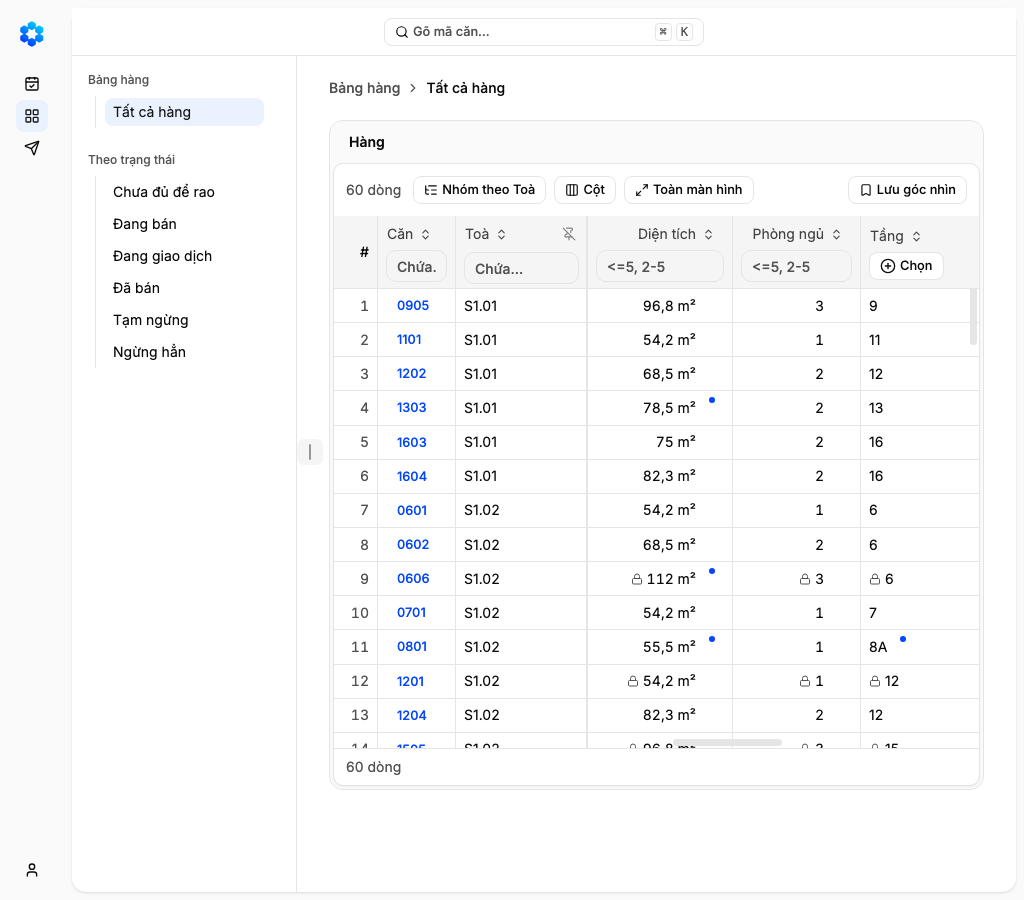 Gõ mã căn...
⌘ K
Bảng hàng
Tất cả hàng
Theo trạng thái
Chưa đủ để rao
Đang bán
Đang giao dịch
Đã bán
Tạm ngừng
Ngừng hẳn
Bảng hàng > Tất cả hàng
Hàng
60 dòng Nhóm theo Toà Cột Toàn màn hình Lưu góc nhìn
# Căn Toà Diện tích Phòng ngủ Tầng
Chứa. Chứa... <=5, 2-5 <=5, 2-5 Chọn
1 0905 S1.01 96,8 m² 3 9
2 1101 S1.01 54,2 m² 1 11
3 1202 S1.01 68,5 m² 2 12
4 1303 S1.01 78,5 m² 2 13
5 1603 S1.01 75 m² 2 16
6 1604 S1.01 82,3 m² 2 16
7 0601 S1.02 54,2 m² 1 6
8 0602 S1.02 68,5 m² 2 6
9 0606 S1.02 112 m² 3 6
10 0701 S1.02 54,2 m² 1 7
11 0801 S1.02 55,5 m² 1 8A
12 1201 S1.02 54,2 m² 1 12
13 1204 S1.02 82,3 m² 2 12
14 1505 S1.02 96,8 m² 3 15
60 dòng